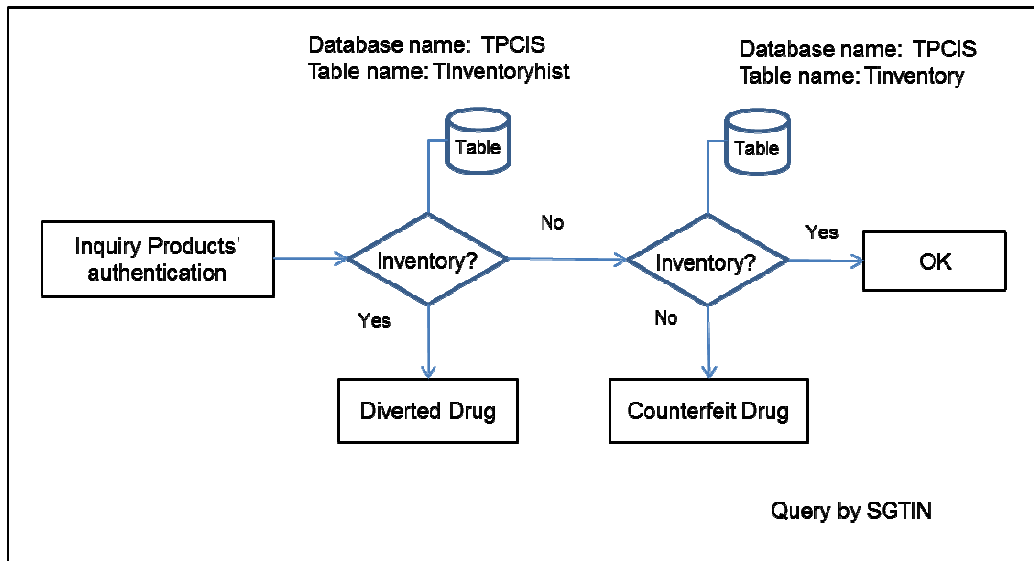 Database name: TPCIS
Table name: TInventoryhist
Database name: TPCIS
Table name: Tinventory
Table
Table
Inquiry Products'
authentication
Inventory?
No
Inventory?
Yes
OK
Yes
No
Diverted Drug
Counterfeit Drug
Query by SGTIN